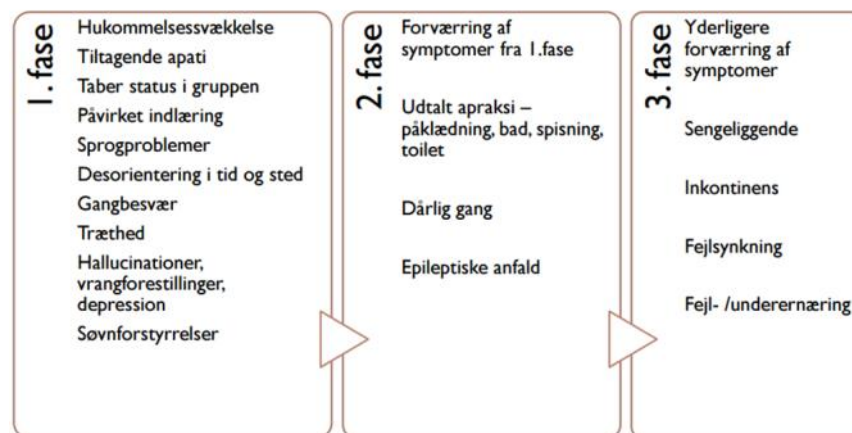 1. fase
Hukommelsessvækkelse
Tiltagende apati
Taber status i gruppen
Påvirket indlæring
Sprogproblemer
Desorientering i tid og sted
Gangbesvær
Træthed
Hallucinationer,
vrangforestillinger,
depression
Søvnforstyrrelser
2. fase
Forværring af
symptomer fra 1.fase
Udtalt apraksi –
påklædning, bad, spisning,
toilet
Dårlig gang
Epileptiske anfald
3. fase
Yderligere
forværring af
symptomer
Sengeliggende
Inkontinens
Fejlsynkning
Fejl- /underernæring